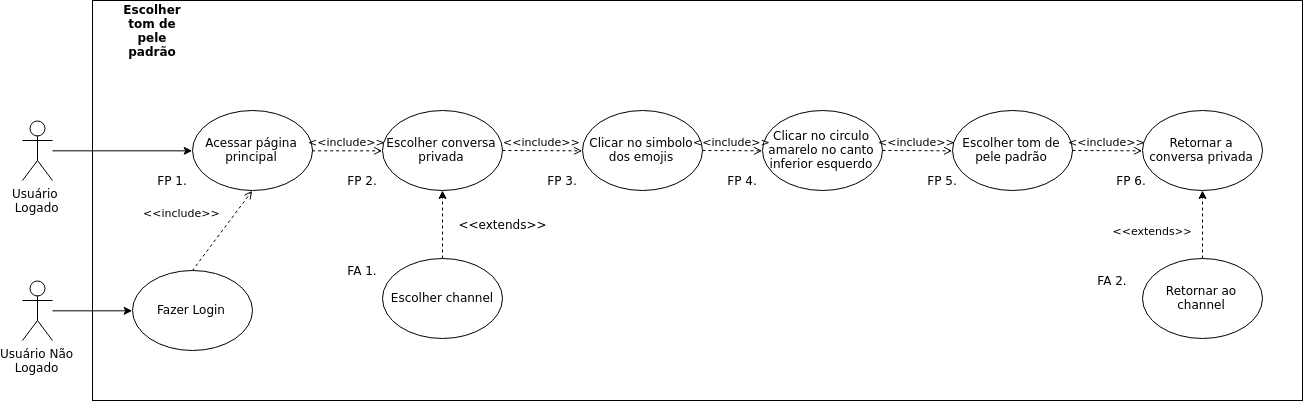 Escolher
tom de
pele
padrão
Usuário
Logado
Acessar página
principal
<<include>>
Escolher conversa
privada
<<include>>
Clicar no simbolo
dos emojis
<<include>>
Clicar no circulo
amarelo no canto
inferior esquerdo
<<include>>
Escolher tom de
pele padrão
<<include>>
Retornar a
conversa privada
FP 1.
FP 2.
FP 3.
FP 4.
FP 5.
FP 6.
<<include>>
<<extends>>
<<extends>>
FA 1.
FA 2.
Usuário Não
Logado
Fazer Login
Escolher channel
Retornar ao
channel